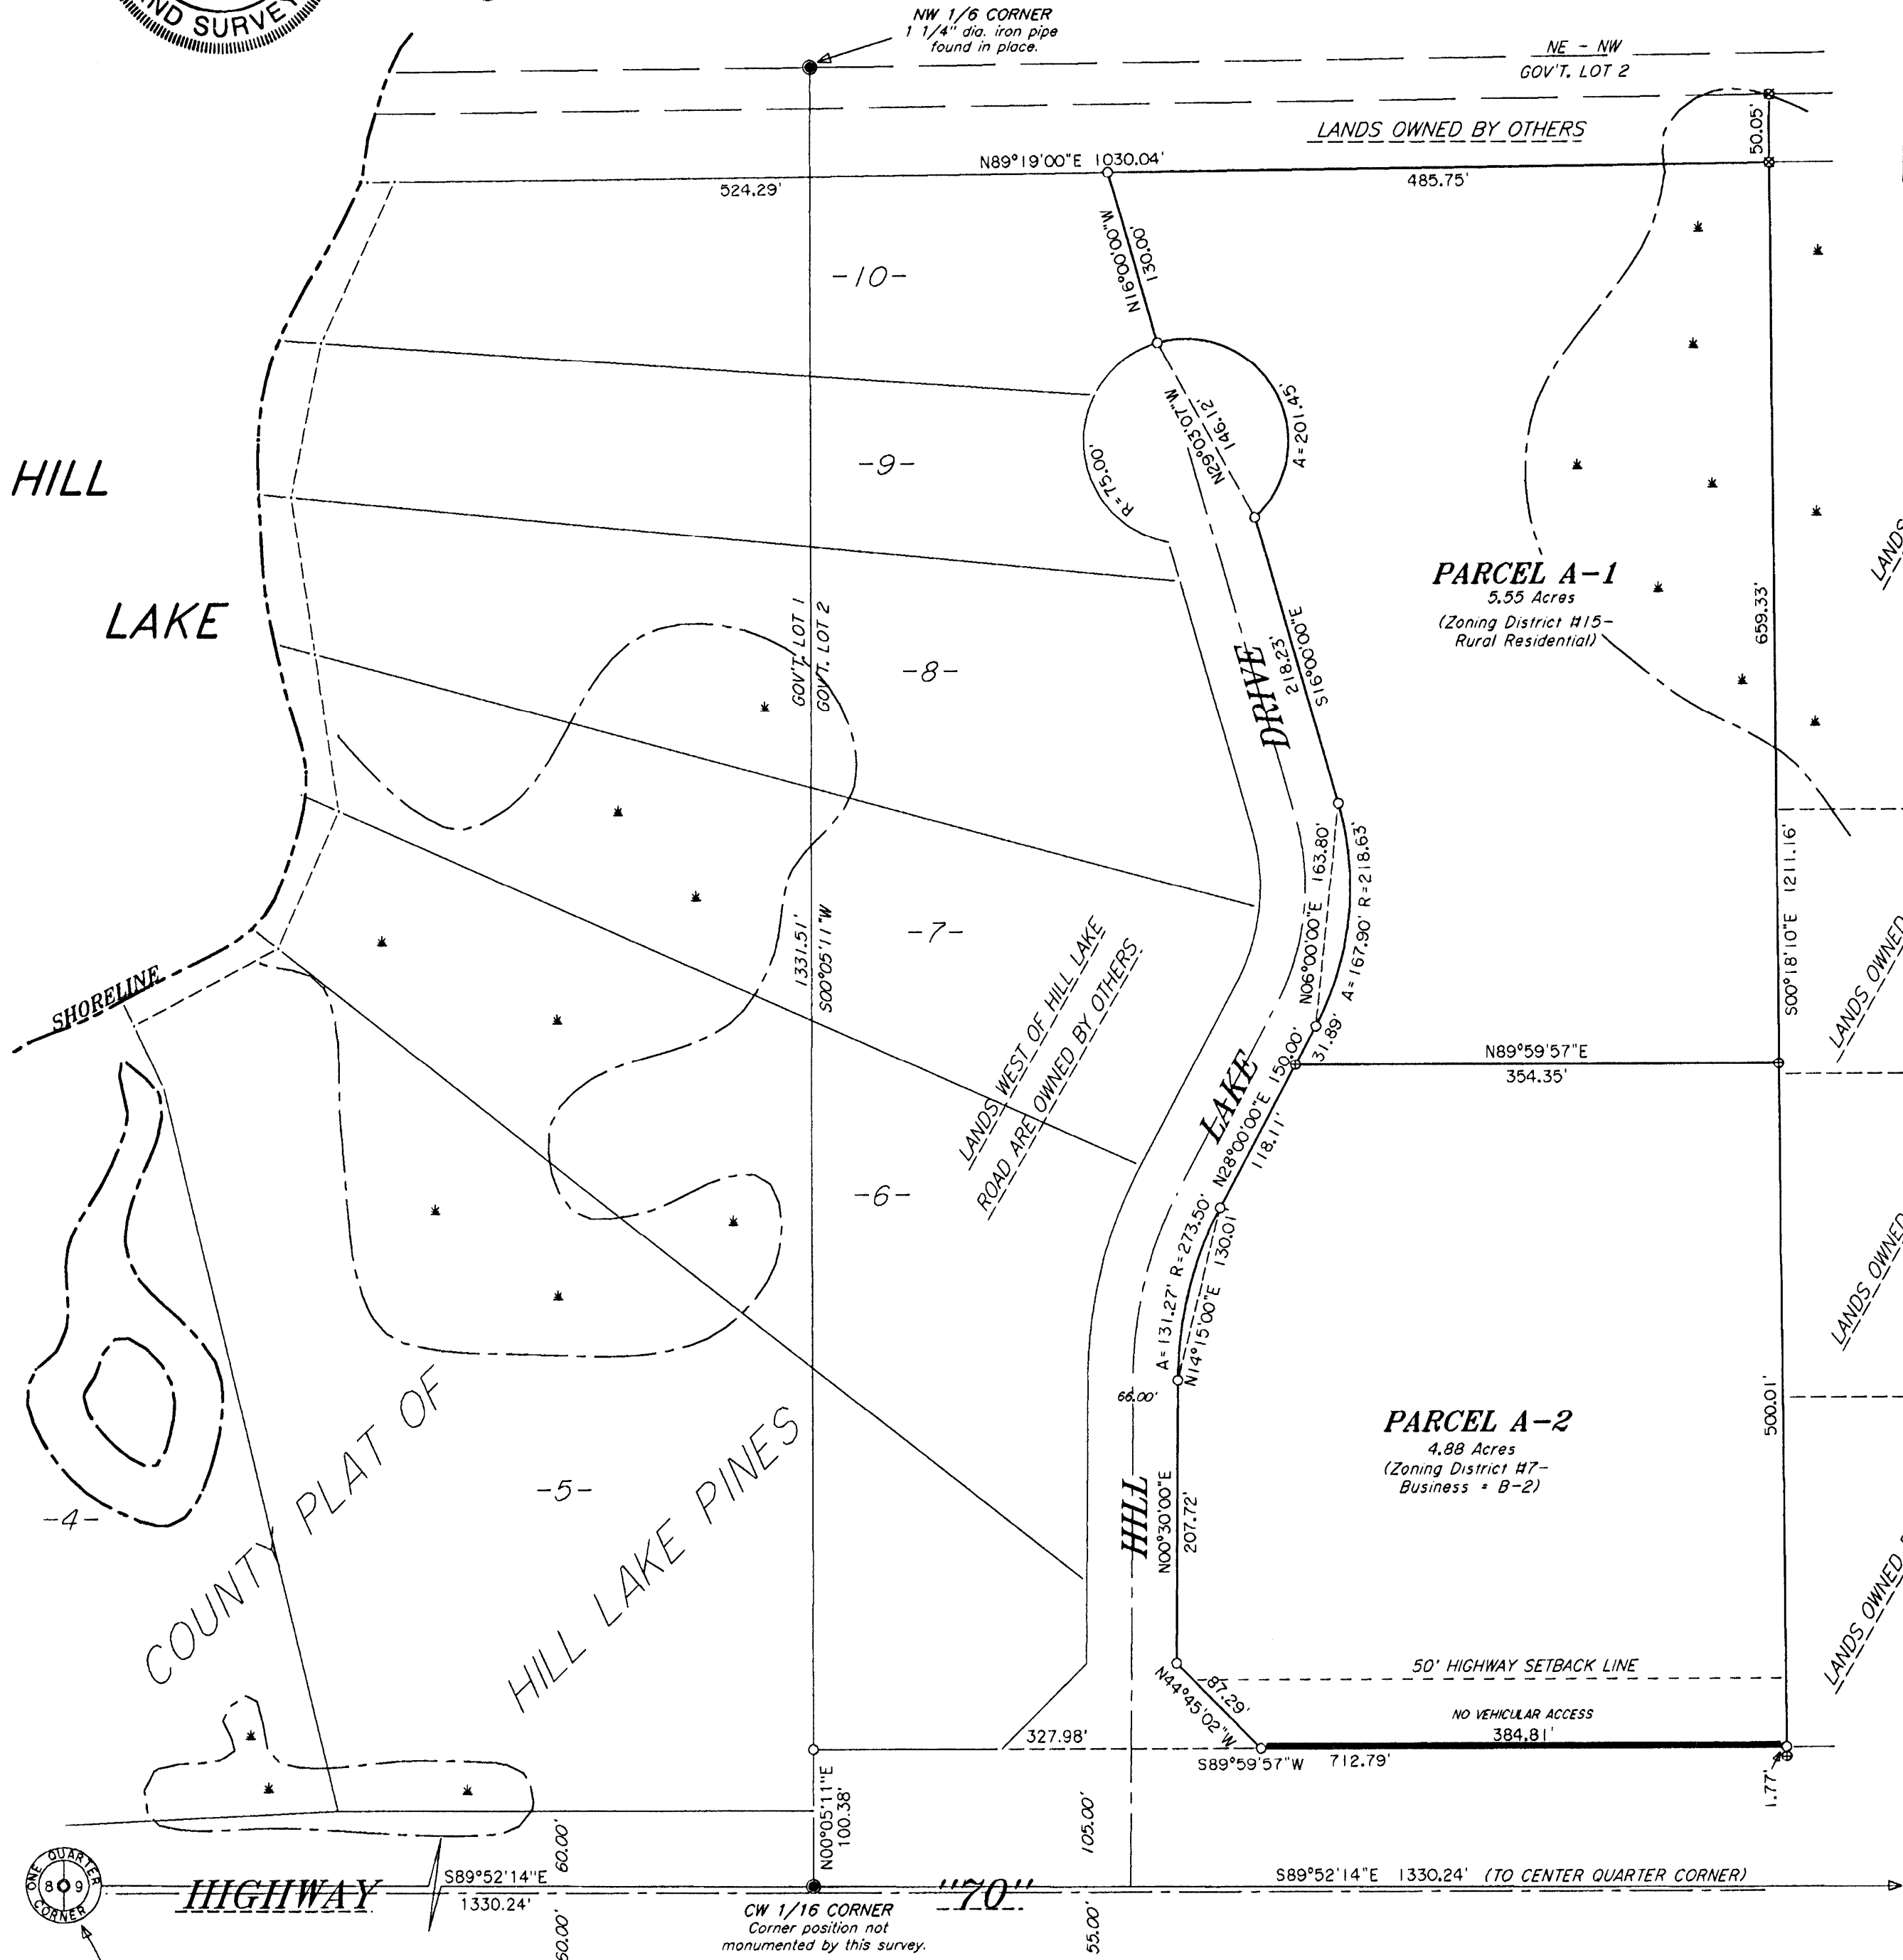 LAND SURVEY
NW 1/6 CORNER
1 1/4" dia. iron pipe
found in place.
NE - NW
GOV'T. LOT 2
LANDS OWNED BY OTHERS
50.05'
N89°19'00"E 1030.04'
524.29'
485.75'
N16°00'00"W
130.00'
-10-
HILL
LAKE
-9-
R=75.00'
N29°03'07"W
146.12'
A=201.45'
PARCEL A-1
5.55 Acres
(Zoning District #15-
Rural Residential)
659.33'
LANDS
GOV'T. LOT 1
GOV'T. LOT 2
-8-
DRIVE
218.23'
S16°00'00"E
1331.51'
S00°05'11"W
-7-
N06°00'00"E 163.80'
A=167.90' R=218.63'
S00°18'10"E 1211.16'
LANDS OWNED
SHORELINE
LANDS WEST OF HILL LAKE
ROAD ARE OWNED BY OTHERS
31.89'
N89°59'57"E
354.35'
LAKE
N28°00'00"E 150.00'
118.11'
-6-
A=131.27' R=273.50'
N14°15'00"E 130.01
LANDS OWNED
66.00'
500.01'
PARCEL A-2
4.88 Acres
(Zoning District #7-
Business = B-2)
COUNTY PLAT OF
HILL LAKE PINES
-5-
-4-
HILL
N00°30'00"E
207.72'
LANDS OWNED
50' HIGHWAY SETBACK LINE
N44°45'02"W
87.29'
NO VEHICULAR ACCESS
384.81'
327.98'
S89°59'57"W 712.79'
1.77'
N00°05'11"E
100.38'
60.00'
105.00'
ONE QUARTER
8 9
CORNER
HIGHWAY
S89°52'14"E
1330.24'
"70"
S89°52'14"E 1330.24' (TO CENTER QUARTER CORNER)
60.00'
CW 1/16 CORNER
Corner position not
monumented by this survey.
55.00'